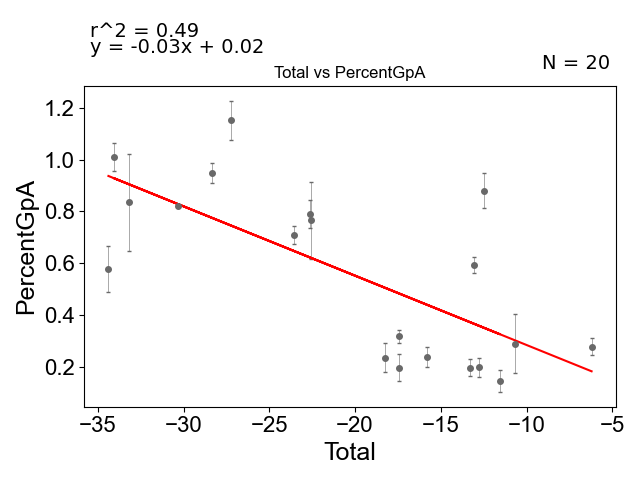 r^2 = 0.49
y = -0.03x + 0.02
N = 20
Total vs PercentGpA
PercentGpA
1.2
1.0
0.8
0.6
0.4
0.2
−35
−30
−25
−20
−15
−10
−5
Total